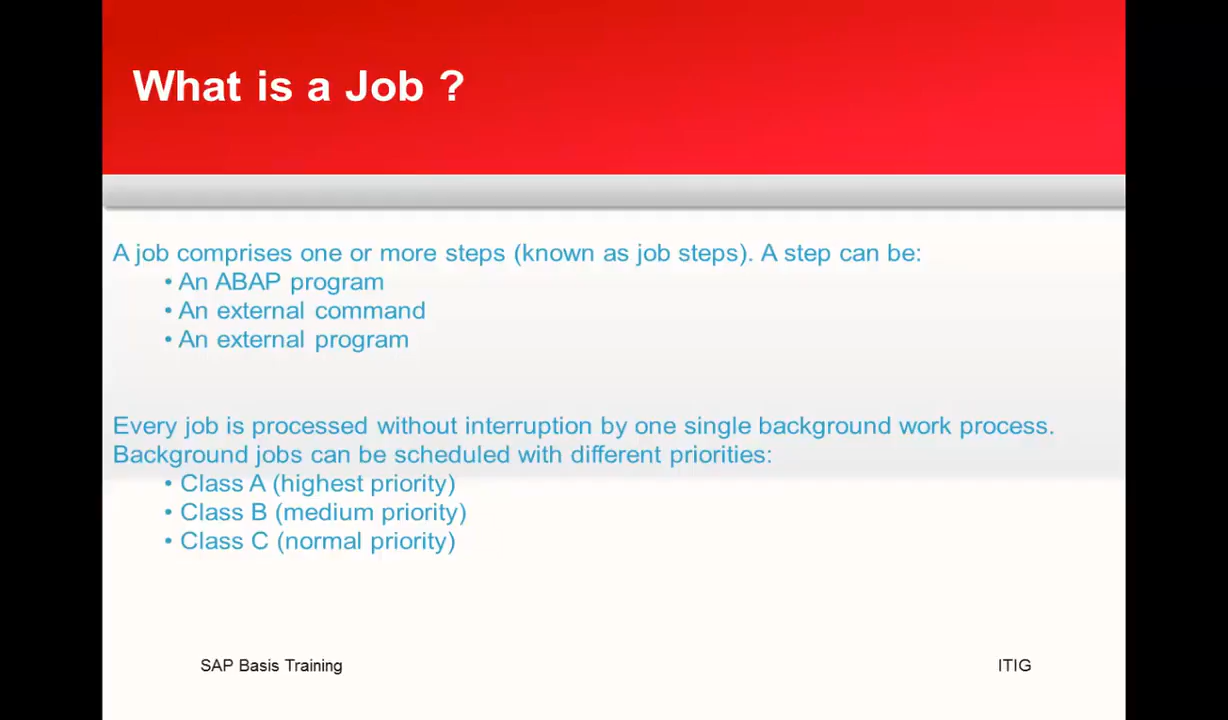 What is a Job ?
A job comprises one or more steps (known as job steps). A step can be:
• An ABAP program
• An external command
• An external program
Every job is processed without interruption by one single background work process.
Background jobs can be scheduled with different priorities:
• Class A (highest priority)
• Class B (medium priority)
• Class C (normal priority)
SAP Basis Training
ITIG